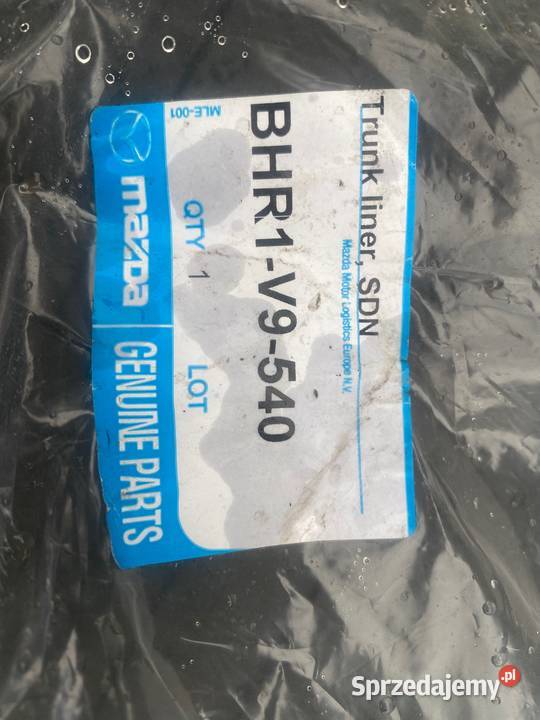 Trunk liner, SDN
Mazda Motor Logistics Europe N.V.
BHR1-V9-540
MLE-001
QTY 1 LOT
mazda GENUINE PARTS
Sprzedajemy.pl